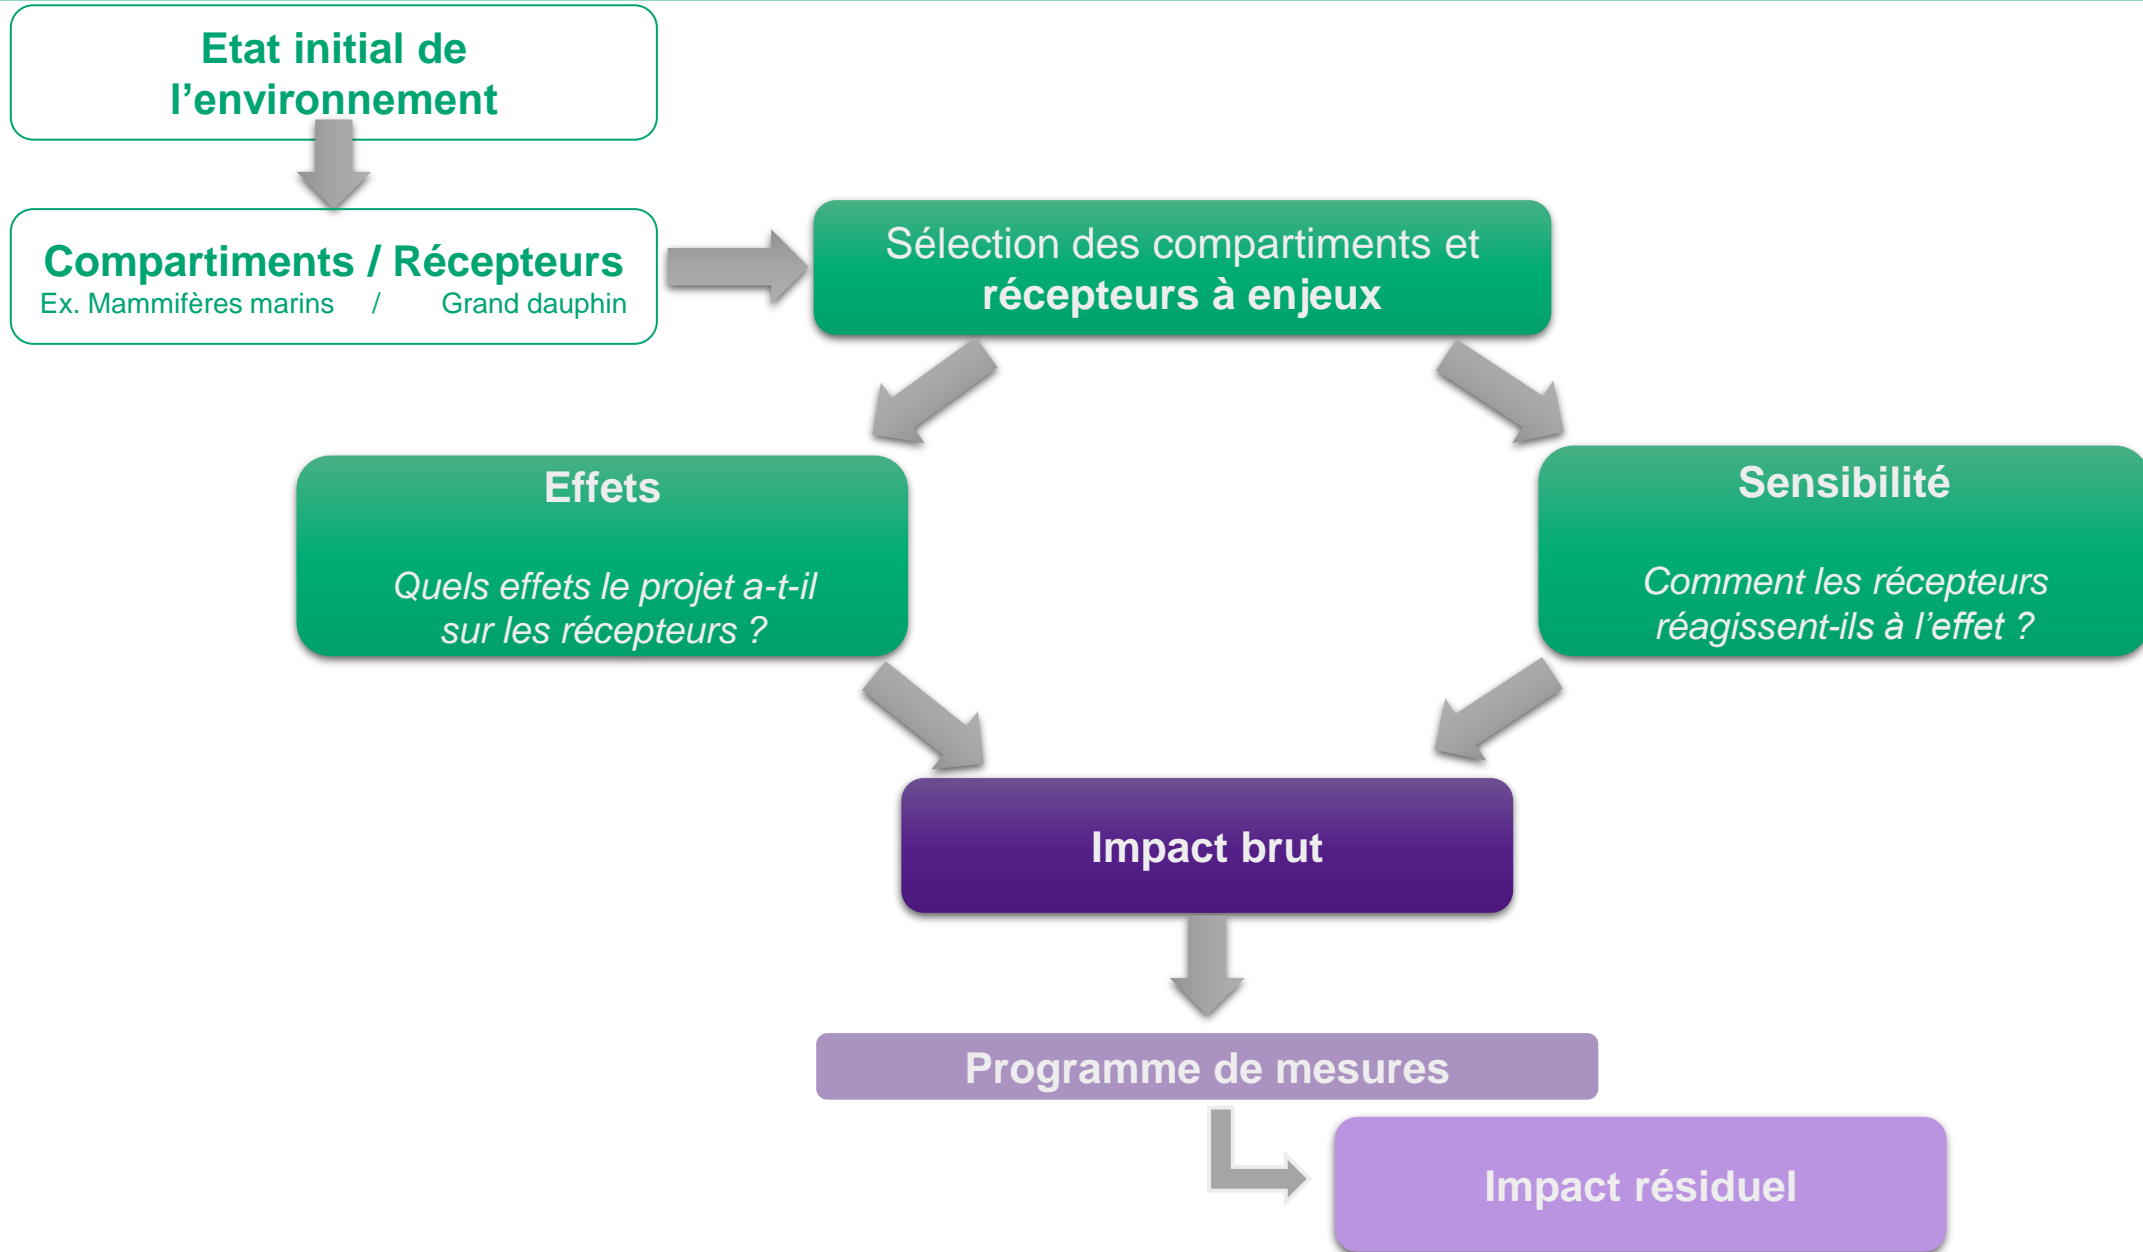 Etat initial de
l’environnement
Compartiments / Récepteurs
Ex. Mammifères marins / Grand dauphin
Sélection des compartiments et
récepteurs à enjeux
Effets
Quels effets le projet a-t-il
sur les récepteurs ?
Sensibilité
Comment les récepteurs
réagissent-ils à l’effet ?
Impact brut
Programme de mesures
Impact résiduel